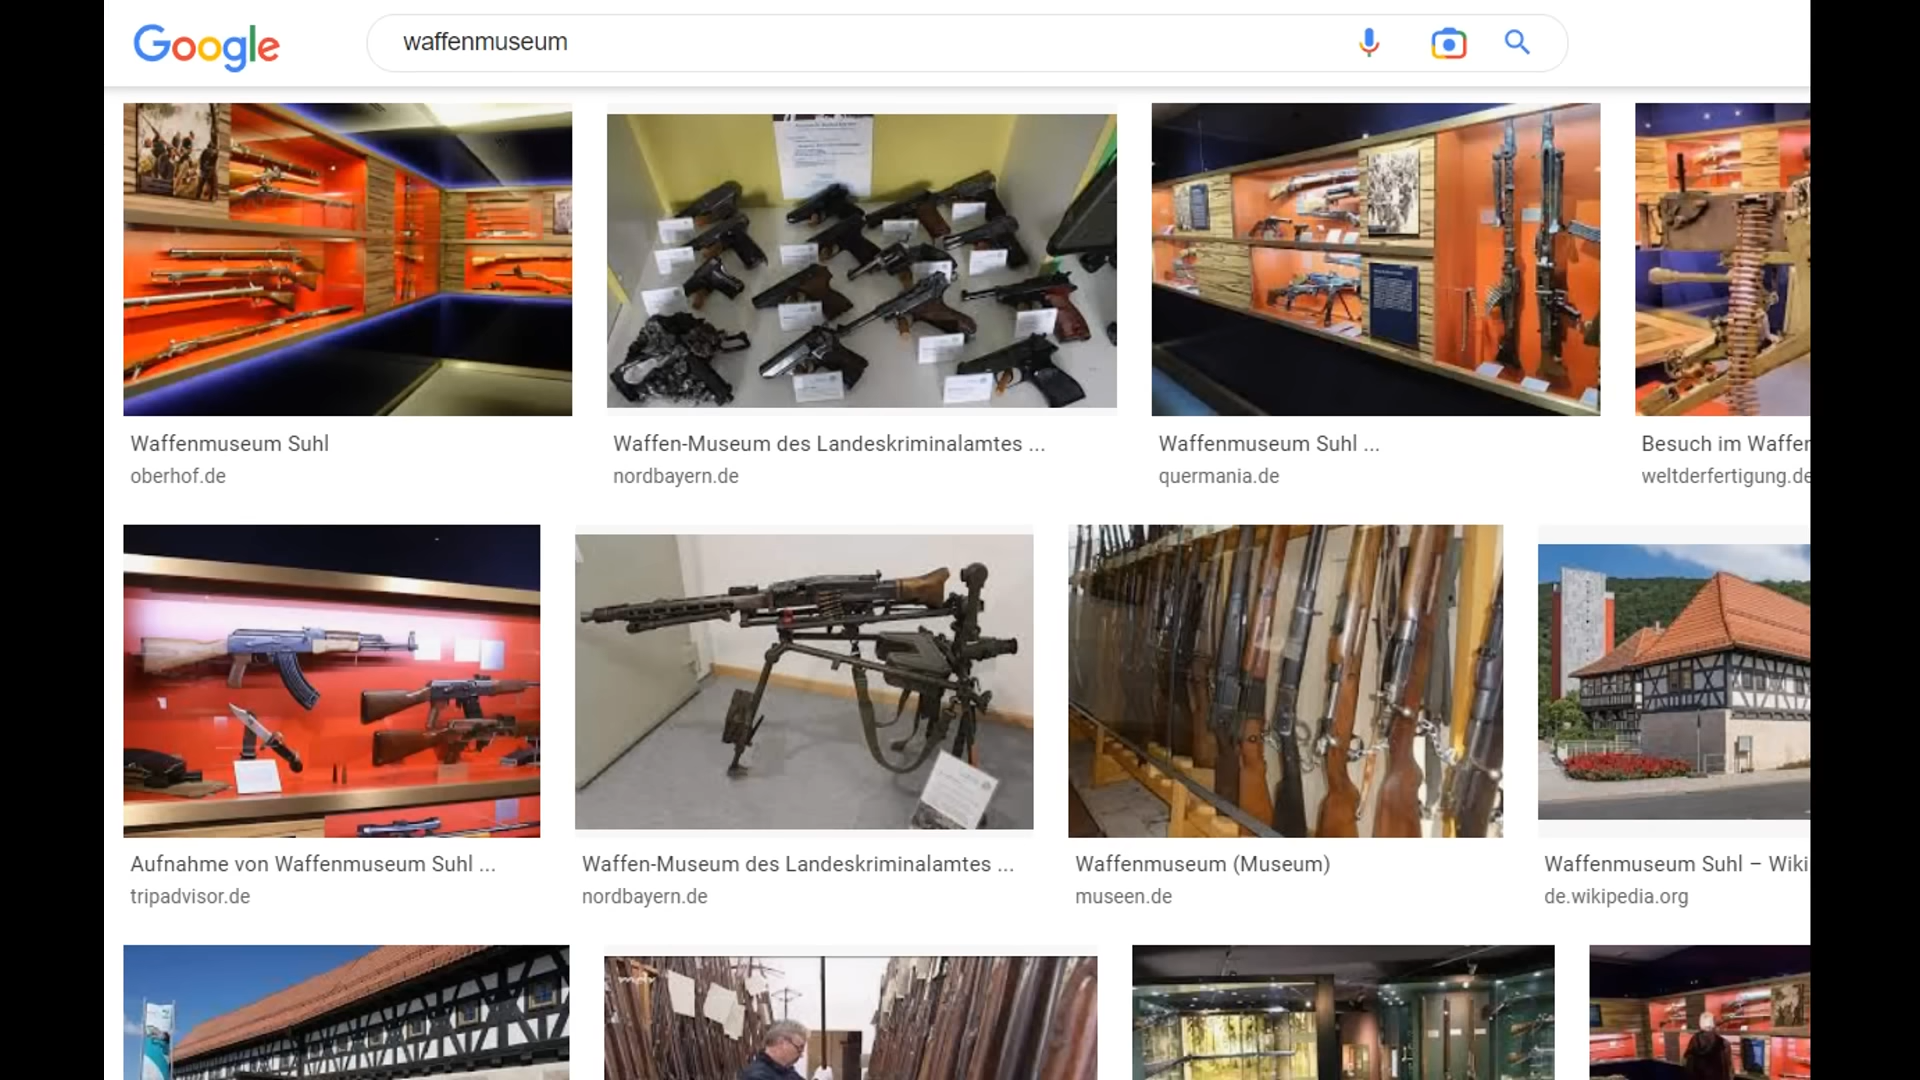 Google
waffenmuseum
Waffenmuseum Suhl
oberhof.de
Waffen-Museum des Landeskriminalamtes ...
nordbayern.de
Waffenmuseum Suhl ...
quermania.de
Besuch im Waffen
weltderfertigung.de
Aufnahme von Waffenmuseum Suhl ...
tripadvisor.de
Waffen-Museum des Landeskriminalamtes ...
nordbayern.de
Waffenmuseum (Museum)
museen.de
Waffenmuseum Suhl – Wiki
de.wikipedia.org